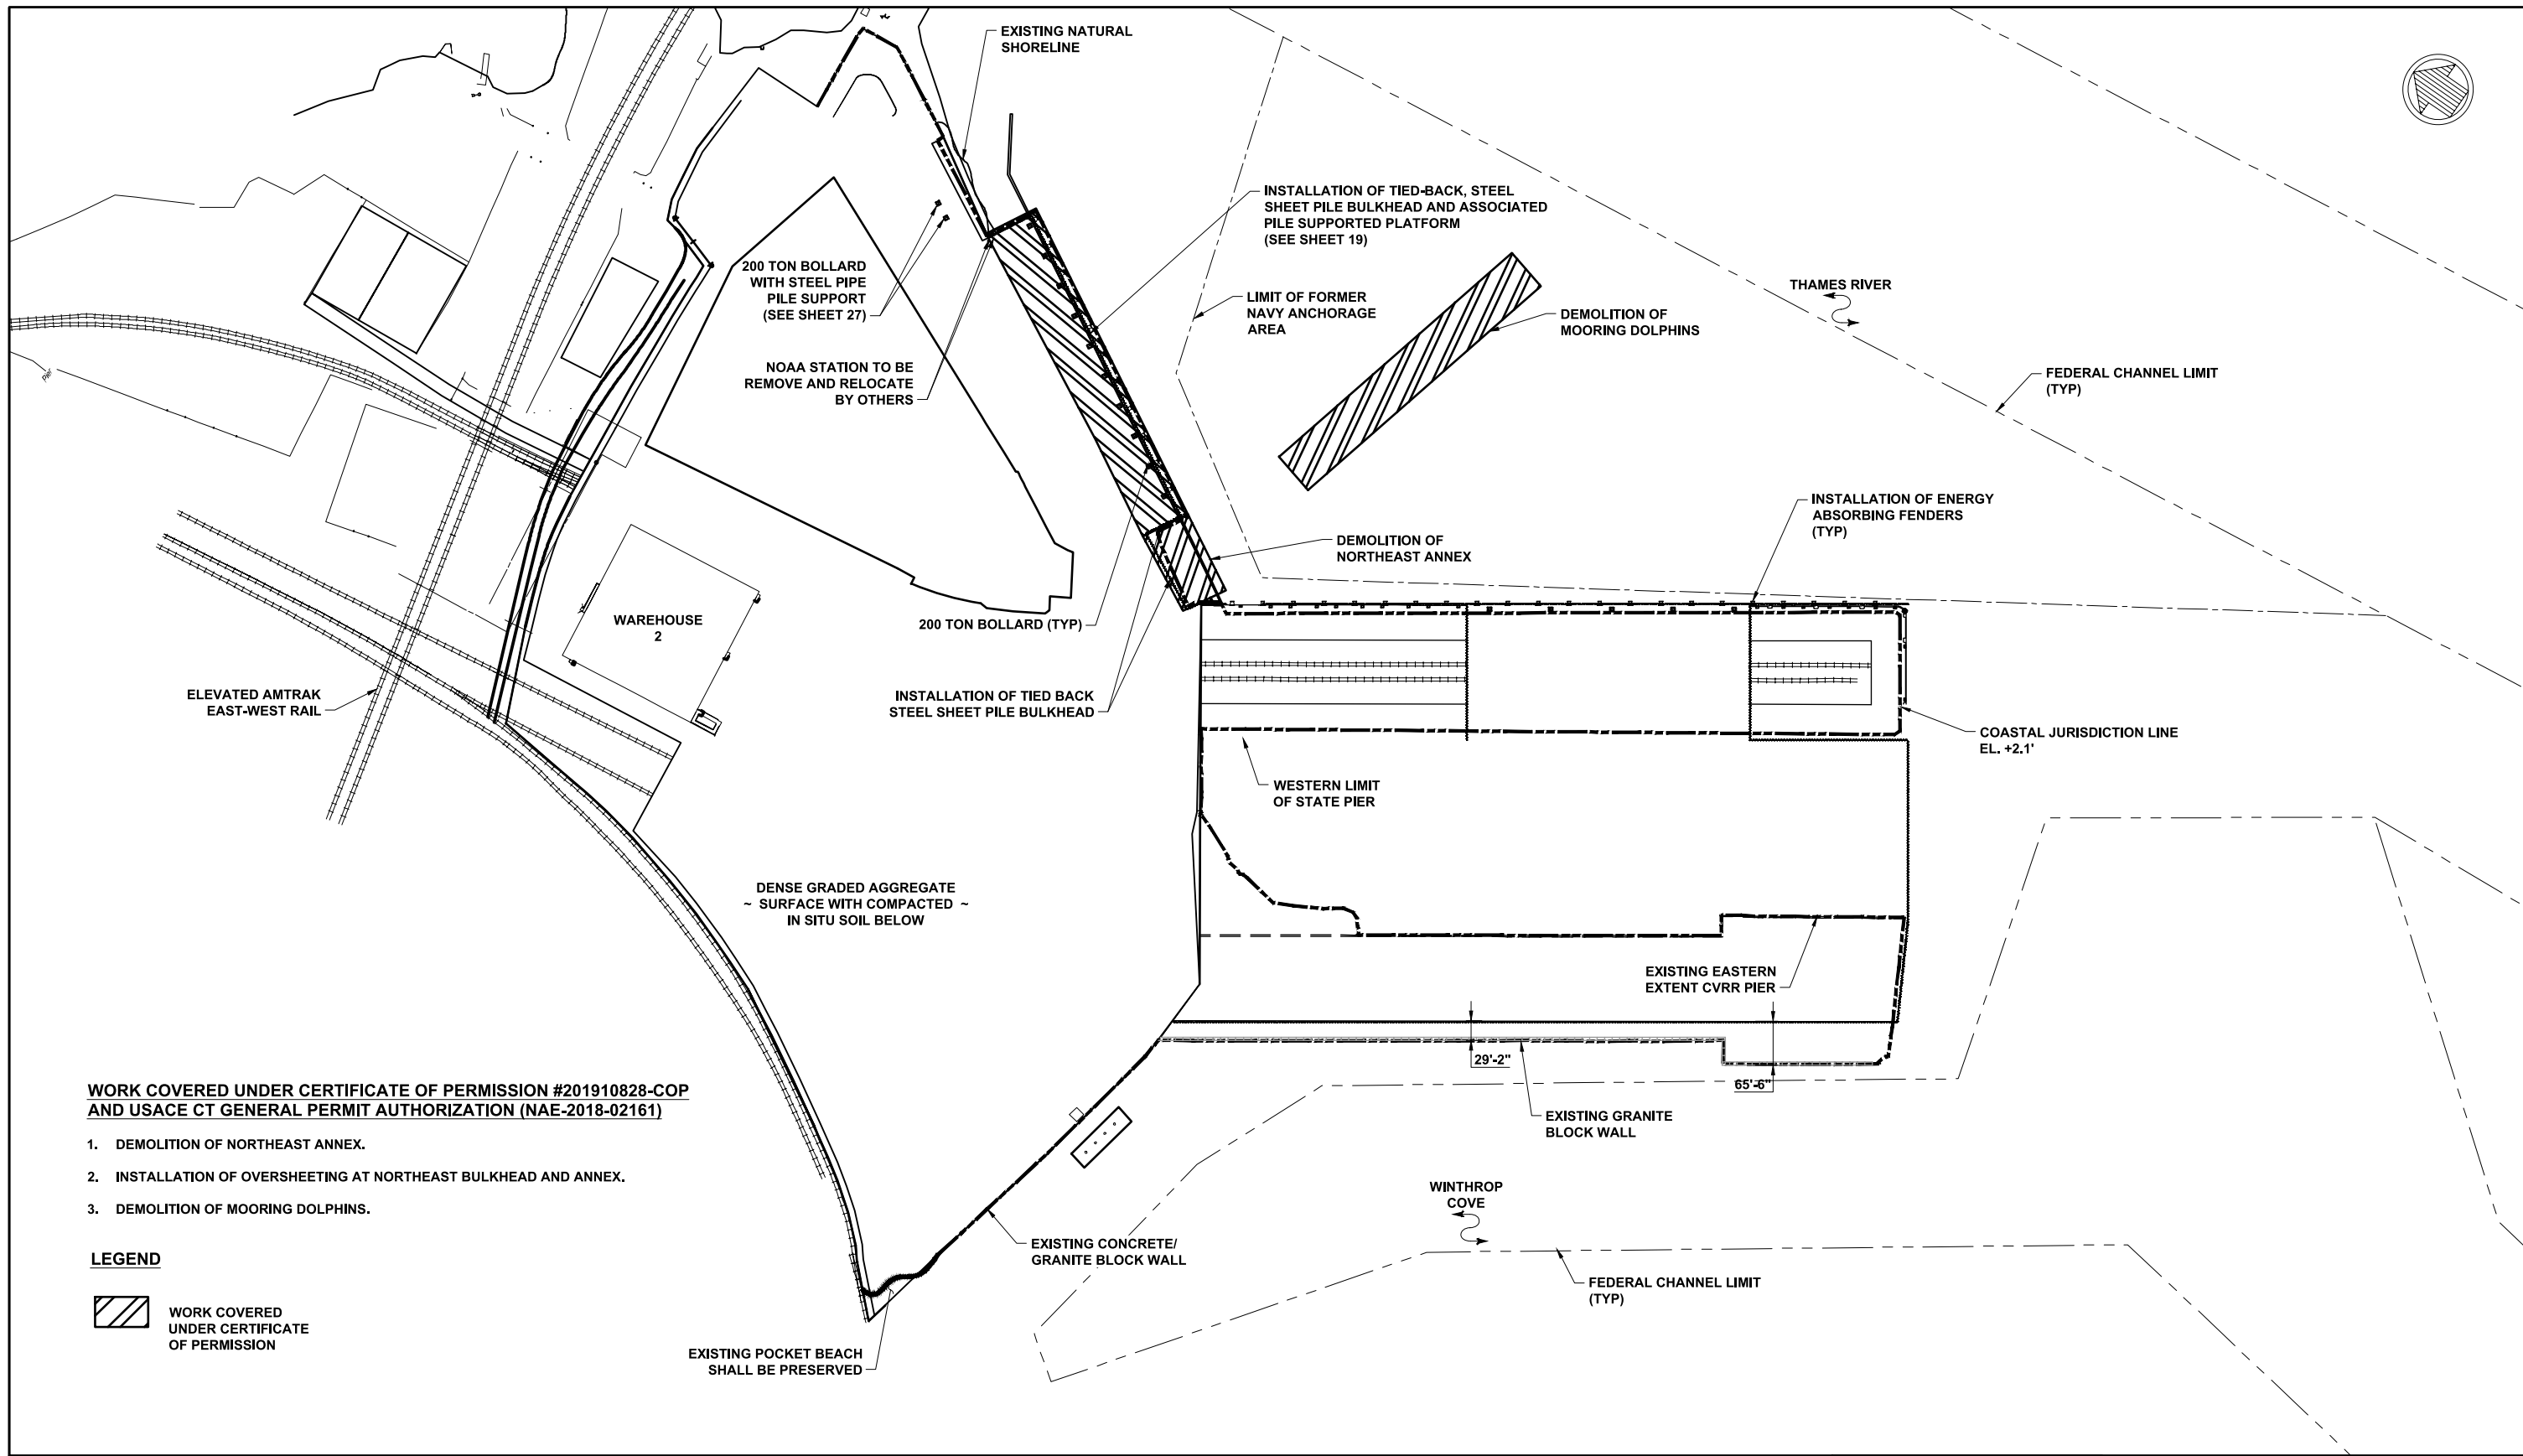 EXISTING NATURAL
SHORELINE
INSTALLATION OF TIED-BACK, STEEL
SHEET PILE BULKHEAD AND ASSOCIATED
PILE SUPPORTED PLATFORM
(SEE SHEET 19)
200 TON BOLLARD
WITH STEEL PIPE
PILE SUPPORT
(SEE SHEET 27)
LIMIT OF FORMER
NAVY ANCHORAGE
AREA
DEMOLITION OF
MOORING DOLPHINS
THAMES RIVER
FEDERAL CHANNEL LIMIT
(TYP)
NOAA STATION TO BE
REMOVE AND RELOCATE
BY OTHERS
Pier
INSTALLATION OF ENERGY
ABSORBING FENDERS
(TYP)
DEMOLITION OF
NORTHEAST ANNEX
WAREHOUSE
2
200 TON BOLLARD (TYP)
ELEVATED AMTRAK
EAST-WEST RAIL
INSTALLATION OF TIED BACK
STEEL SHEET PILE BULKHEAD
COASTAL JURISDICTION LINE
EL. +2.1'
WESTERN LIMIT
OF STATE PIER
DENSE GRADED AGGREGATE
~ SURFACE WITH COMPACTED ~
IN SITU SOIL BELOW
EXISTING EASTERN
EXTENT CVRR PIER
29'-2"
65'-6"
WORK COVERED UNDER CERTIFICATE OF PERMISSION #201910828-COP
AND USACE CT GENERAL PERMIT AUTHORIZATION (NAE-2018-02161)
1. DEMOLITION OF NORTHEAST ANNEX.
2. INSTALLATION OF OVERSHEETING AT NORTHEAST BULKHEAD AND ANNEX.
3. DEMOLITION OF MOORING DOLPHINS.
EXISTING GRANITE
BLOCK WALL
WINTHROP
COVE
EXISTING CONCRETE/
GRANITE BLOCK WALL
FEDERAL CHANNEL LIMIT
(TYP)
LEGEND
WORK COVERED
UNDER CERTIFICATE
OF PERMISSION
EXISTING POCKET BEACH
SHALL BE PRESERVED